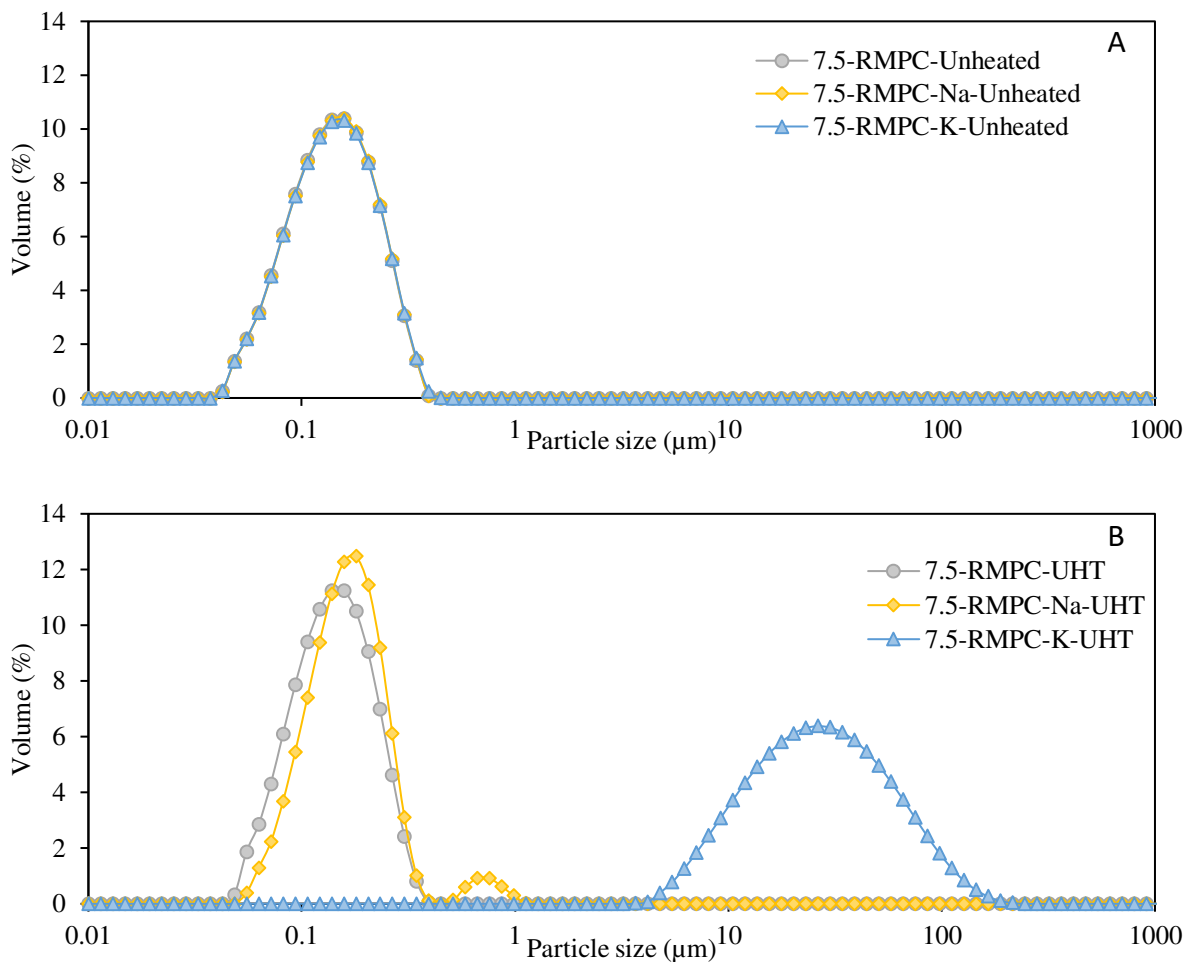 A
14
12
10
8
6
4
2
0
Volume (%)
7.5-RMPC-Unheated
7.5-RMPC-Na-Unheated
7.5-RMPC-K-Unheated
0.01 0.1 1 10 100 1000
Particle size (µm)
B
14
12
10
8
6
4
2
0
Volume (%)
7.5-RMPC-UHT
7.5-RMPC-Na-UHT
7.5-RMPC-K-UHT
0.01 0.1 1 10 100 1000
Particle size (µm)